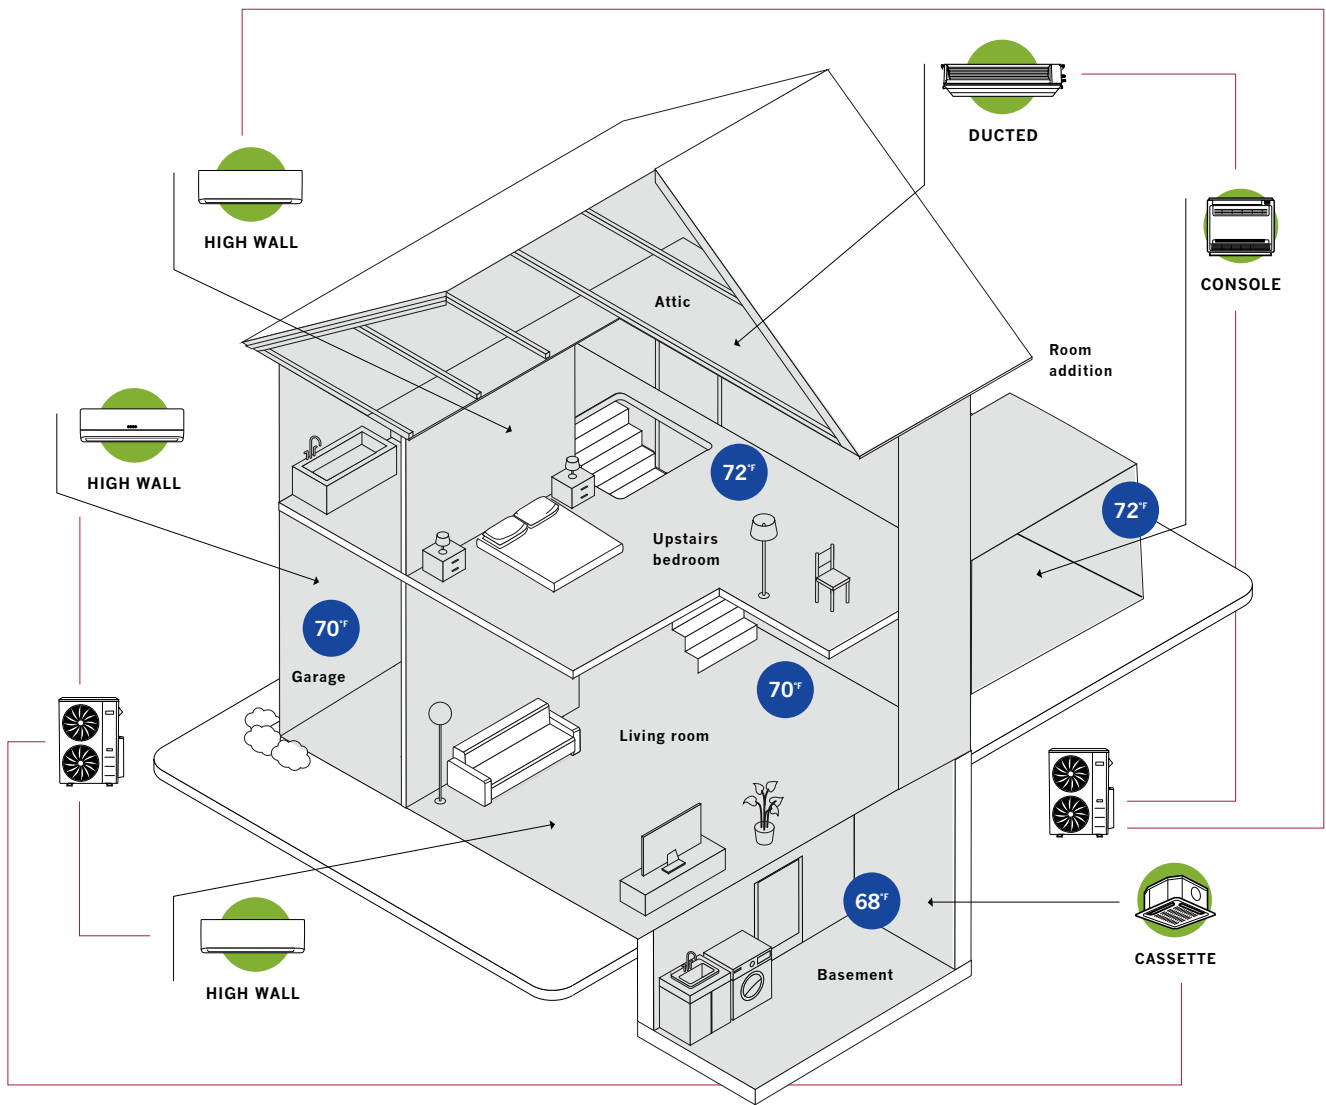 DUCTED
HIGH WALL
CONSOLE
Attic
Room
addition
HIGH WALL
72°F
72°F
Upstairs
bedroom
70°F
Garage
70°F
Living room
68°F
Basement
CASSETTE
HIGH WALL